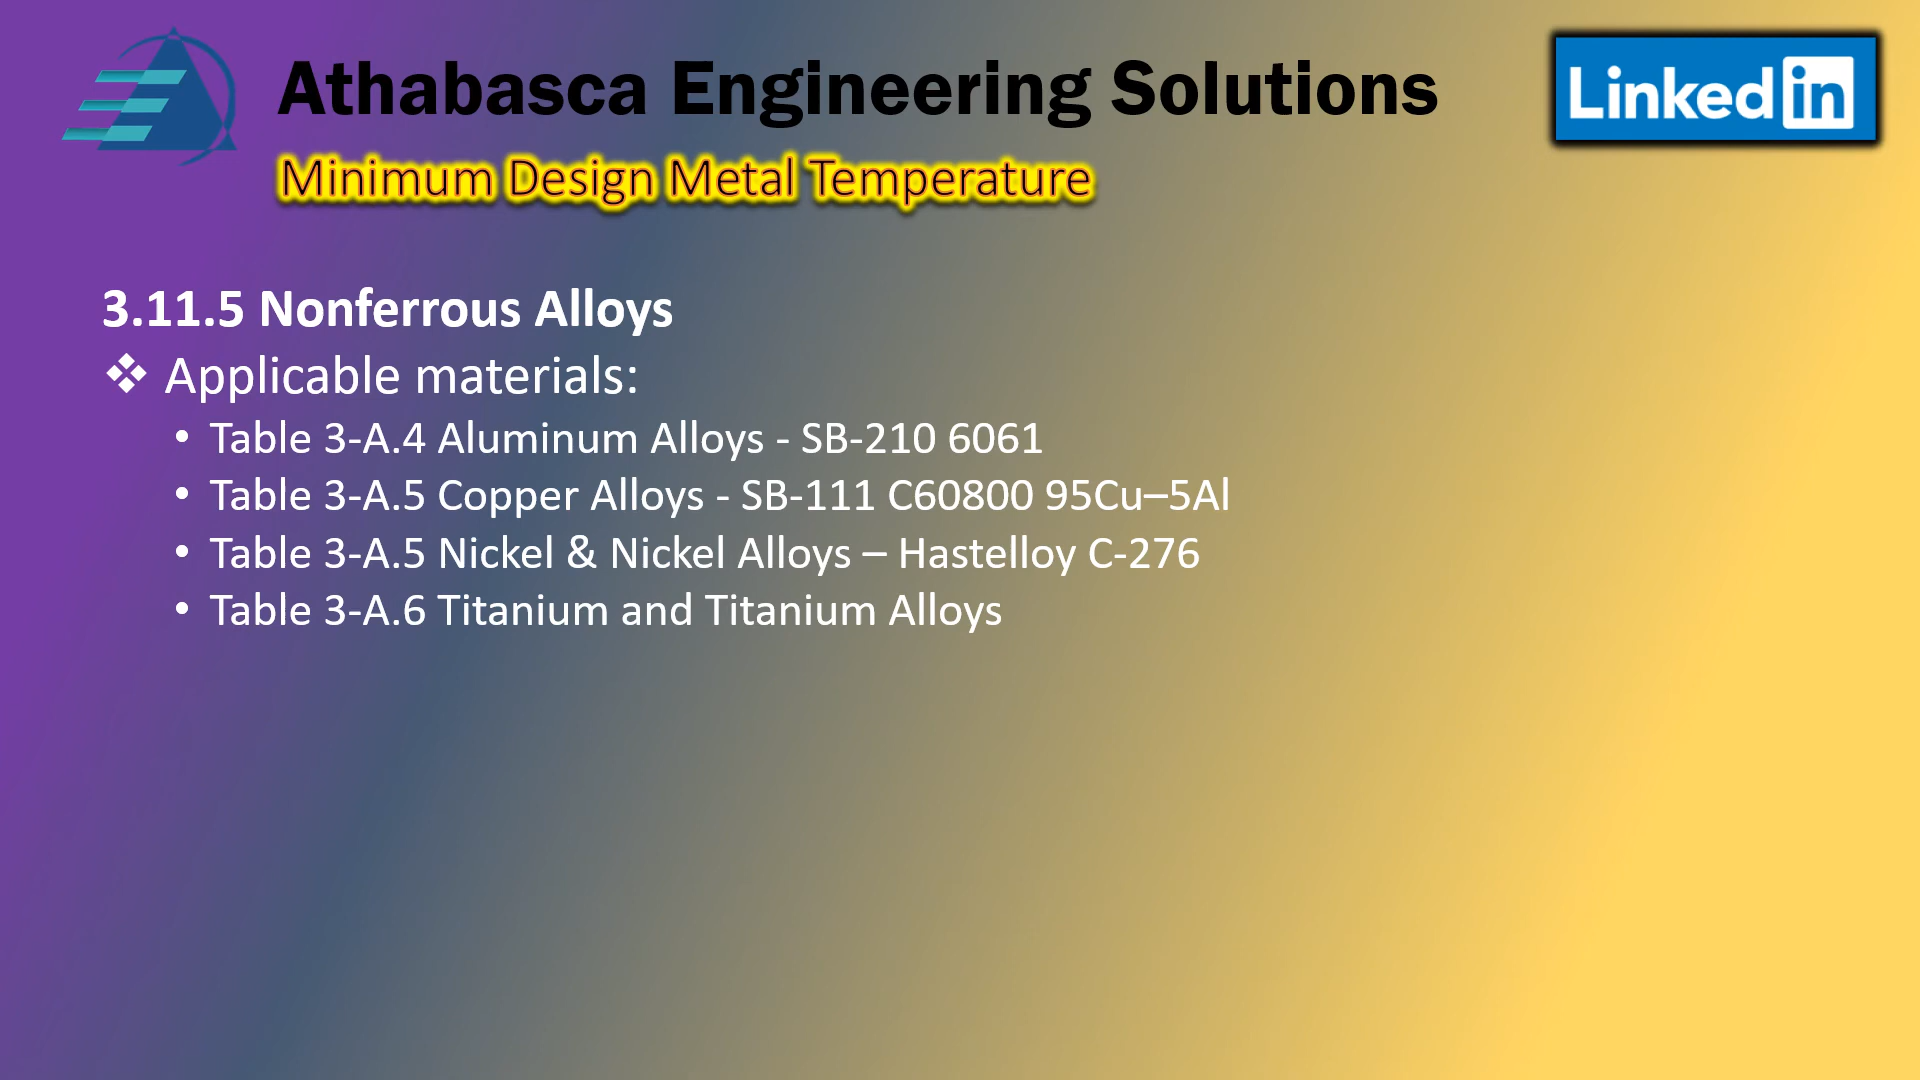 Athabasca Engineering Solutions
Linked in
Minimum Design Metal Temperature
3.11.5 Nonferrous Alloys
❖ Applicable materials:
• Table 3-A.4 Aluminum Alloys - SB-210 6061
• Table 3-A.5 Copper Alloys - SB-111 C60800 95Cu–5Al
• Table 3-A.5 Nickel & Nickel Alloys – Hastelloy C-276
• Table 3-A.6 Titanium and Titanium Alloys